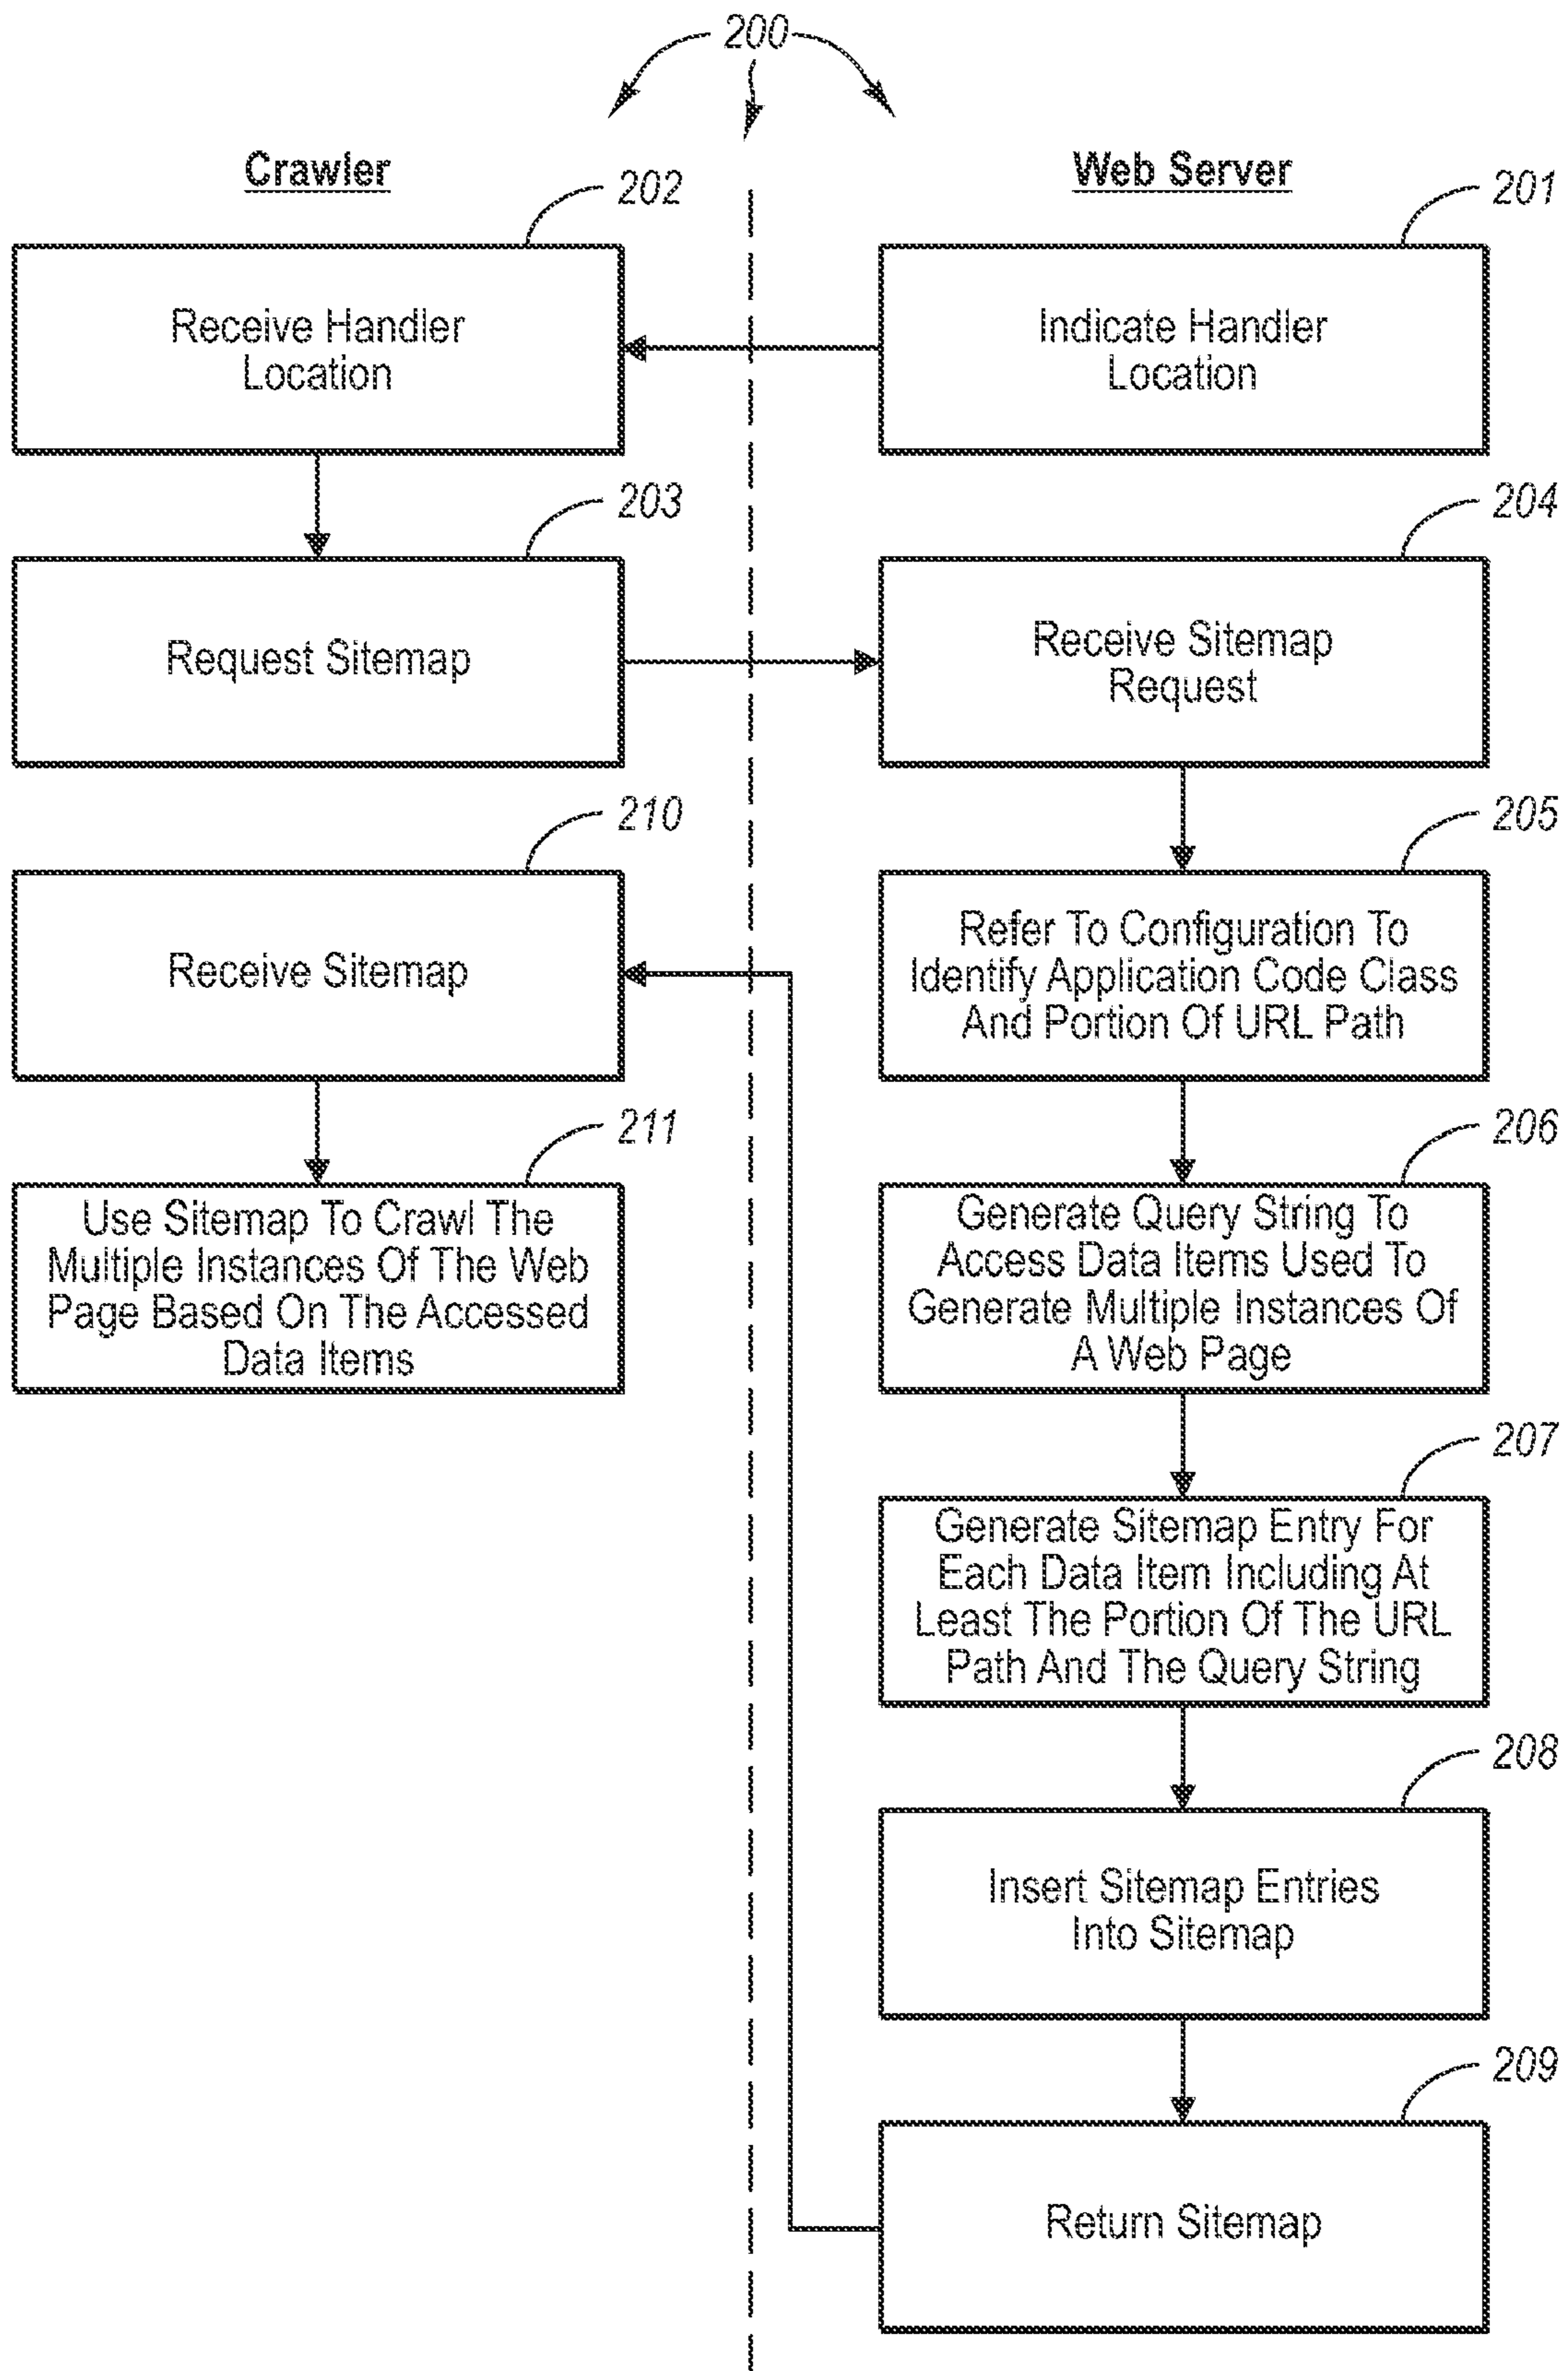 200
Crawler
Web Server
202
201
Receive Handler
Location
Indicate Handler
Location
203
204
Request Sitemap
Receive Sitemap
Request
210
205
Receive Sitemap
Refer To Configuration To
Identify Application Code Class
And Portion Of URL Path
211
206
Use Sitemap To Crawl The
Multiple Instances Of The Web
Page Based On The Accessed
Data Items
Generate Query String To
Access Data Items Used To
Generate Multiple Instances Of
A Web Page
207
Generate Sitemap Entry For
Each Data Item Including At
Least The Portion Of The URL
Path And The Query String
208
Insert Sitemap Entries
Into Sitemap
209
Return Sitemap